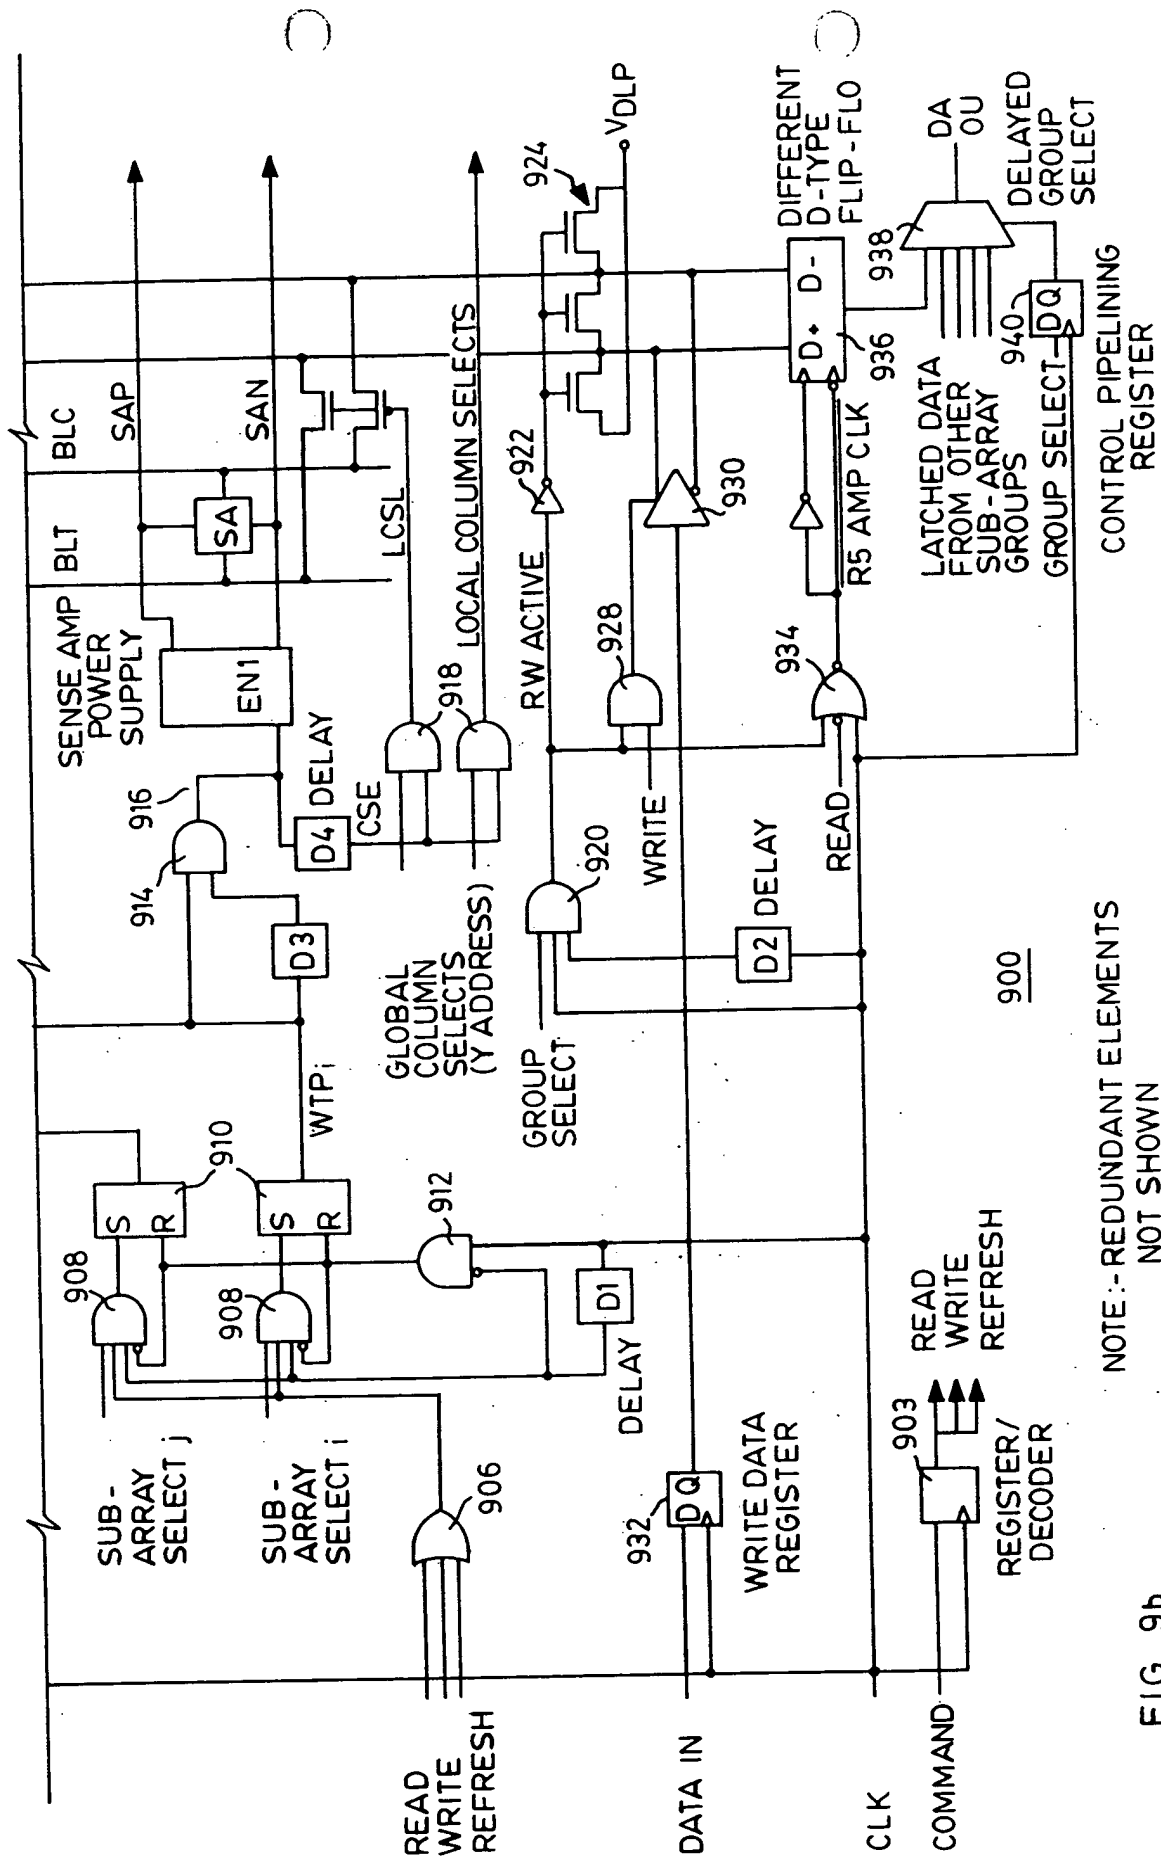 SUB-
ARRAY
SELECT j
908
S
R
910
SUB-
ARRAY
SELECT i
908
S
R
WTPi
READ
WRITE
REFRESH
906
912
D1
DELAY
914
916
D3
D4
DELAY
CSE
SENSE AMP
POWER
SUPPLY
EN1
BLT
BLC
SA
SAP
SAN
LCSL
918
LOCAL COLUMN SELECTS
GLOBAL
COLUMN
SELECTS
(Y ADDRESS)
GROUP
SELECT
920
RW ACTIVE
922
924
VDLP
WRITE
928
930
DATA IN
932
D Q
WRITE DATA
REGISTER
D2
DELAY
READ
934
R5 AMP CLK
D+
D-
936
DIFFERENT
D-TYPE
FLIP-FLO
938
DA
OU
LATCHED DATA
FROM OTHER
SUB-ARRAY
GROUPS
GROUP SELECT
940
DQ
DELAYED
GROUP
SELECT
CONTROL PIPELINING
REGISTER
CLK
COMMAND
903
REGISTER/
DECODER
READ
WRITE
REFRESH
900
NOTE:-REDUNDANT ELEMENTS
NOT SHOWN
FIG. 9b